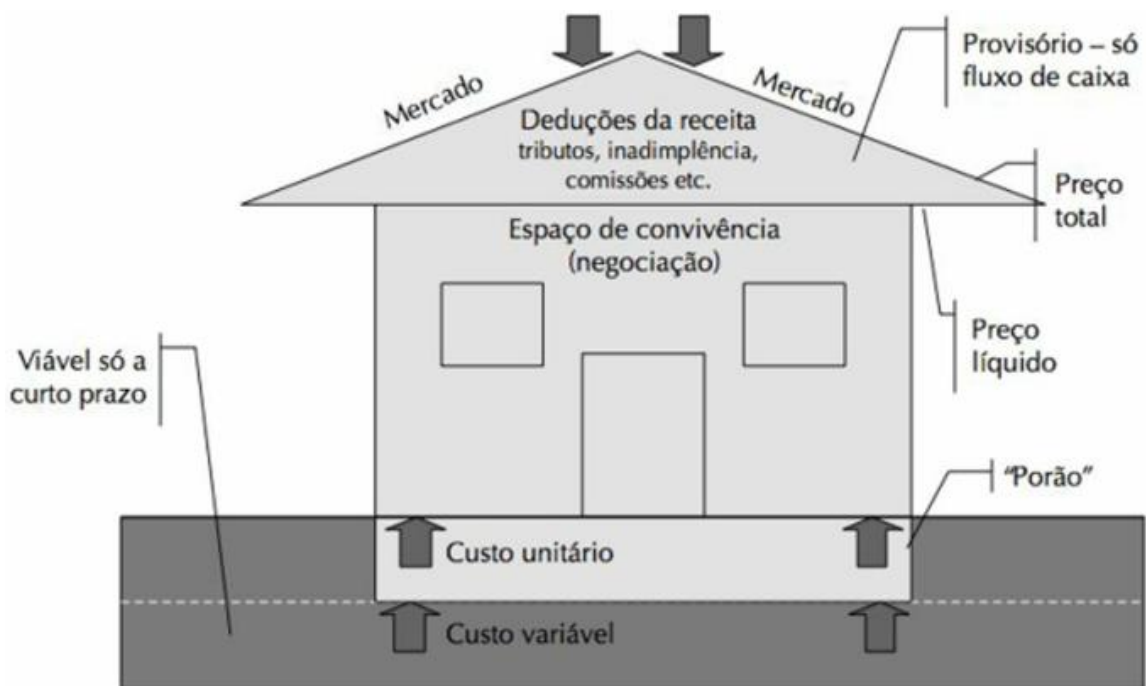 Mercado
Mercado
Provisório – só
fluxo de caixa
Deduções da receita
tributos, inadimplência,
comissões etc.
Preço
total
Espaço de convivência
(negociação)
Preço
líquido
Viável só a
curto prazo
“Porão”
Custo unitário
Custo variável